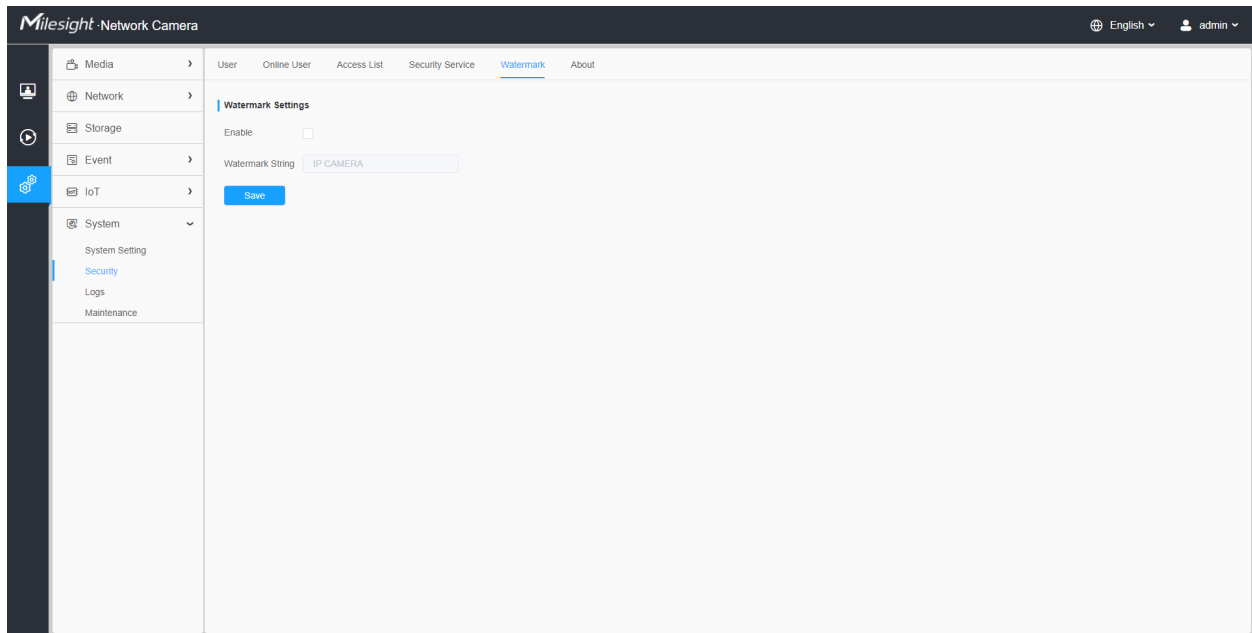 Milesight ·Network Camera
English
admin
Media
Network
Storage
Event
IoT
IoT
System
System Setting
Security
Logs
Maintenance
User Online User Access List Security Service Watermark About
Watermark Settings
Enable
Watermark String IP CAMERA
Save